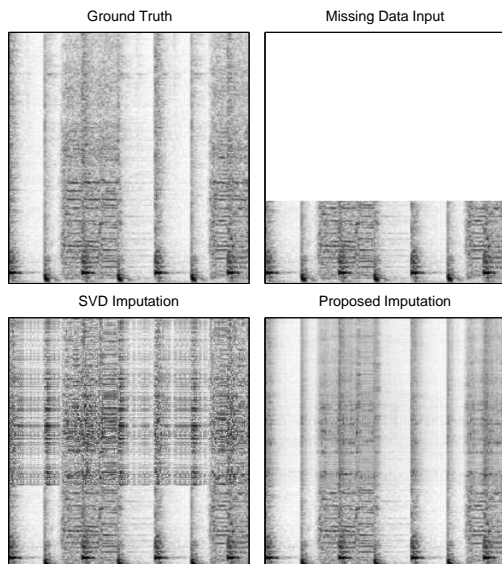 Ground Truth
Missing Data Input
SVD Imputation
Proposed Imputation